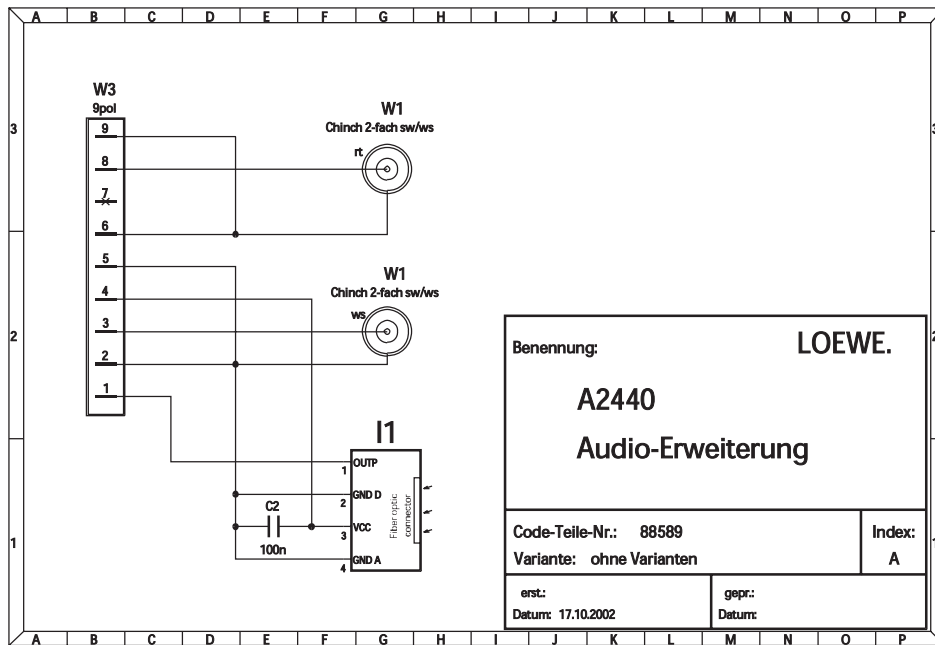 A B C D E F G H I J K L M N O P
W3
9pol
9
8
7
6
5
4
3
2
1
W1
Chinch 2-fach sw/ws
rt
W1
Chinch 2-fach sw/ws
ws
I1
1 OUTP
2 GND D
3 VCC
4 GND A
Fiber optic
connector
C2
100n
3
2
1
3
2
1
Benennung: LOEWE.
A2440
Audio-Erweiterung
Code-Teile-Nr.: 88589
Variante: ohne Varianten
Index:
A
erst.:
Datum: 17.10.2002
gepr.:
Datum:
A B C D E F G H I J K L M N O P